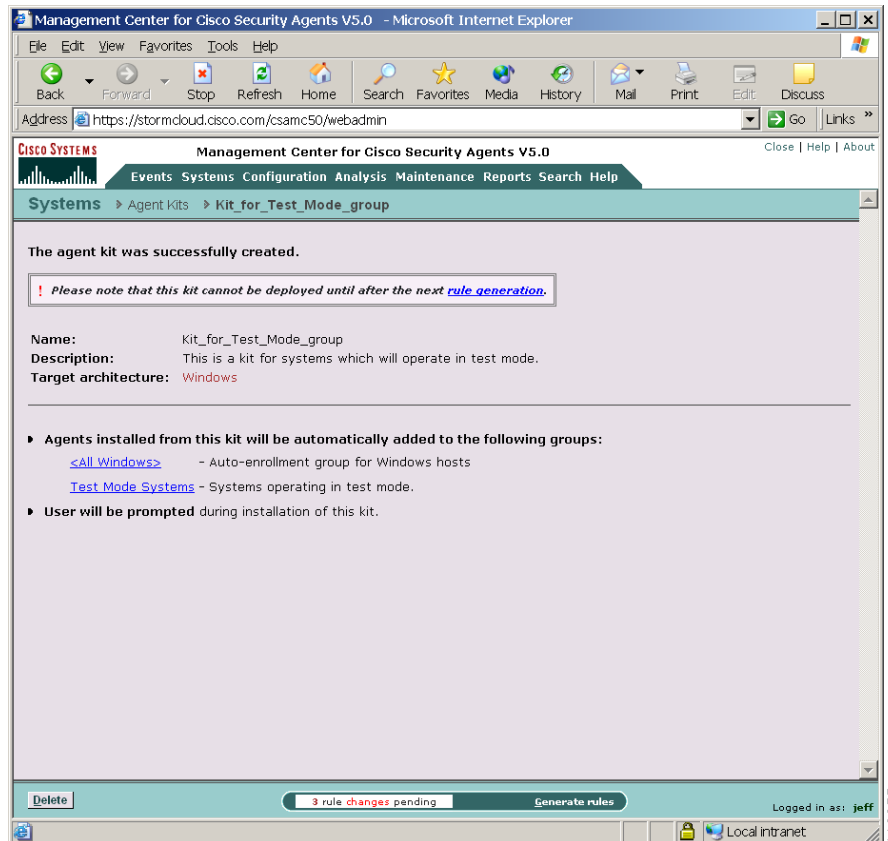 Management Center for Cisco Security Agents V5.0 - Microsoft Internet Explorer
File Edit View Favorites Tools Help
Back Forward Stop Refresh Home Search Favorites Media History Mail Print Edit Discuss
Address https://stormcloud.cisco.com/csamc50/webadmin Go Links »
CISCO SYSTEMS
Management Center for Cisco Security Agents V5.0
Close | Help | About
Events Systems Configuration Analysis Maintenance Reports Search Help
Systems Agent Kits Kit_for_Test_Mode_group
The agent kit was successfully created.
! Please note that this kit cannot be deployed until after the next rule generation.
Name: Kit_for_Test_Mode_group
Description: This is a kit for systems which will operate in test mode.
Target architecture: Windows
Agents installed from this kit will be automatically added to the following groups:
<All Windows> - Auto-enrollment group for Windows hosts
Test Mode Systems - Systems operating in test mode.
User will be prompted during installation of this kit.
Delete
3 rule changes pending
Generate rules
Logged in as: jeff
Local intranet